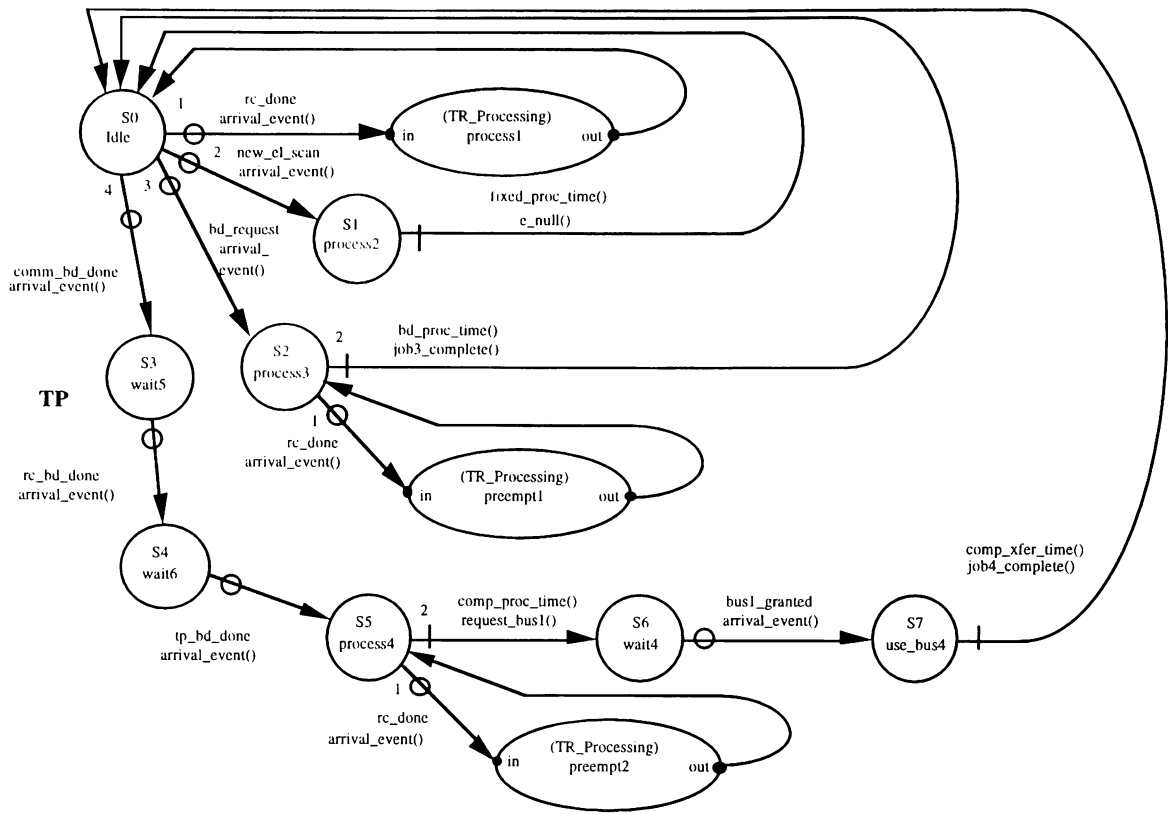 S0
Idle
1
rc_done
arrival_event()
(TR_Processing)
process1
in
out
2
new_el_scan
arrival_event()
4
3
S1
process2
fixed_proc_time()
e_null()
bd_request
arrival_
event()
comm_bd_done
arrival_event()
S3
wait5
S2
process3
2
bd_proc_time()
job3_complete()
TP
1
rc_done
arrival_event()
(TR_Processing)
preempt1
in
out
rc_bd_done
arrival_event()
S4
wait6
tp_bd_done
arrival_event()
S5
process4
2
comp_proc_time()
request_bus1()
S6
wait4
bus1_granted
arrival_event()
S7
use_bus4
comp_xfer_time()
job4_complete()
1
rc_done
arrival_event()
(TR_Processing)
preempt2
in
out